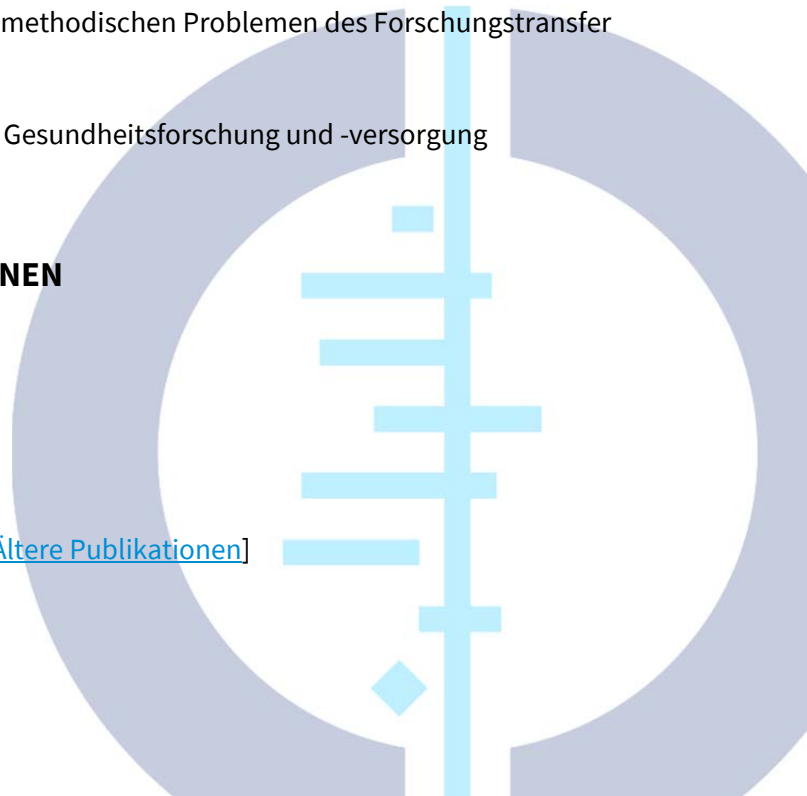 methodischen Problemen des Forschungstransfer
Gesundheitsforschung und -versorgung
NEN
Ältere Publikationen]